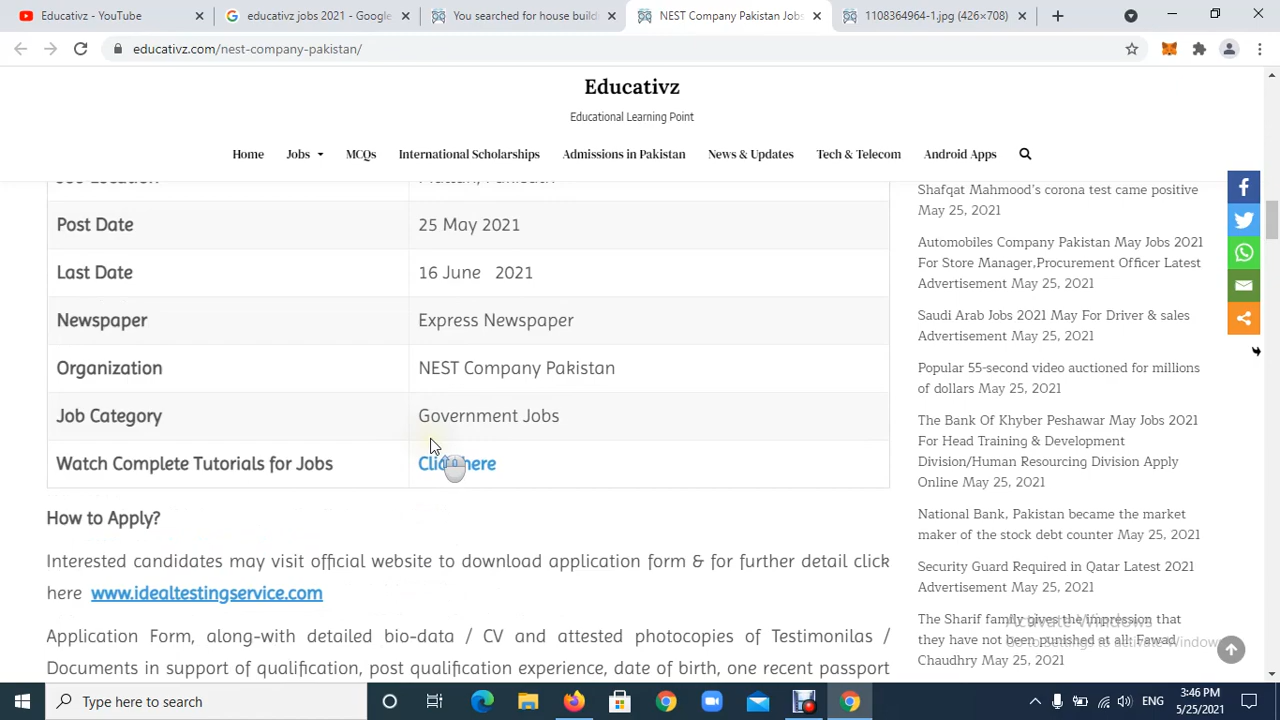 YouTube
educativz jobs 2021 - Google
You searched for house build
NEST Company Pakistan Jobs
1108364964-1.jpg (426×708)
educativz.com/nest-company-pakistan/
Educativz
Educational Learning Point
Home
Jobs
MCQs
International Scholarships
Admissions in Pakistan
News & Updates
Tech & Telecom
Android Apps
Post Date
25 May 2021
Last Date
16 June 2021
Newspaper
Express Newspaper
Organization
NEST Company Pakistan
Job Category
Government Jobs
Watch Complete Tutorials for Jobs
Click here
How to Apply?
Interested candidates may visit official website to download application form & for further detail click
here www.idealtestingservice.com
Application Form, along-with detailed bio-data / CV and attested photocopies of Testimonilas /
Documents in support of qualification, post qualification experience, date of birth, one recent passport
Shafqat Mahmood's corona test came positive
May 25, 2021
Automobiles Company Pakistan May Jobs 2021
For Store Manager,Procurement Officer Latest
Advertisement May 25, 2021
Saudi Arab Jobs 2021 May For Driver & sales
Advertisement May 25, 2021
Popular 55-second video auctioned for millions
of dollars May 25, 2021
The Bank Of Khyber Peshawar May Jobs 2021
For Head Training & Development
Division/Human Resourcing Division Apply
Online May 25, 2021
National Bank, Pakistan became the market
maker of the stock debt counter May 25, 2021
Security Guard Required in Qatar Latest 2021
Advertisement May 25, 2021
The Sharif family gives the impression that
they have not been punished at all: Fawad
Chaudhry May 25, 2021
Activate Windows
Go to Settings to activate Windows.
Type here to search
3:46 PM
5/25/2021